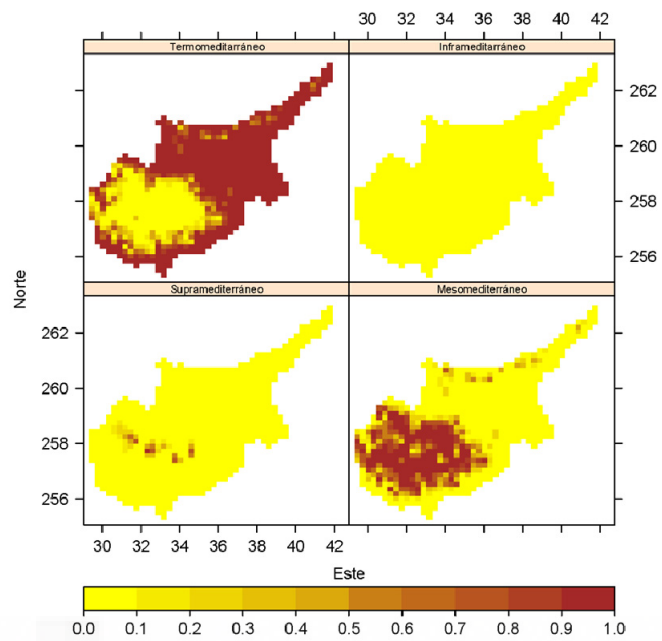 30 32 34 36 38 40 42
Termomeditarráneo Inframeditarráneo
262
260
258
256
Norte
Supramediterráneo Mesomediterráneo
262
260
258
256
30 32 34 36 38 40 42
Este
0.0 0.1 0.2 0.3 0.4 0.5 0.6 0.7 0.8 0.9 1.0